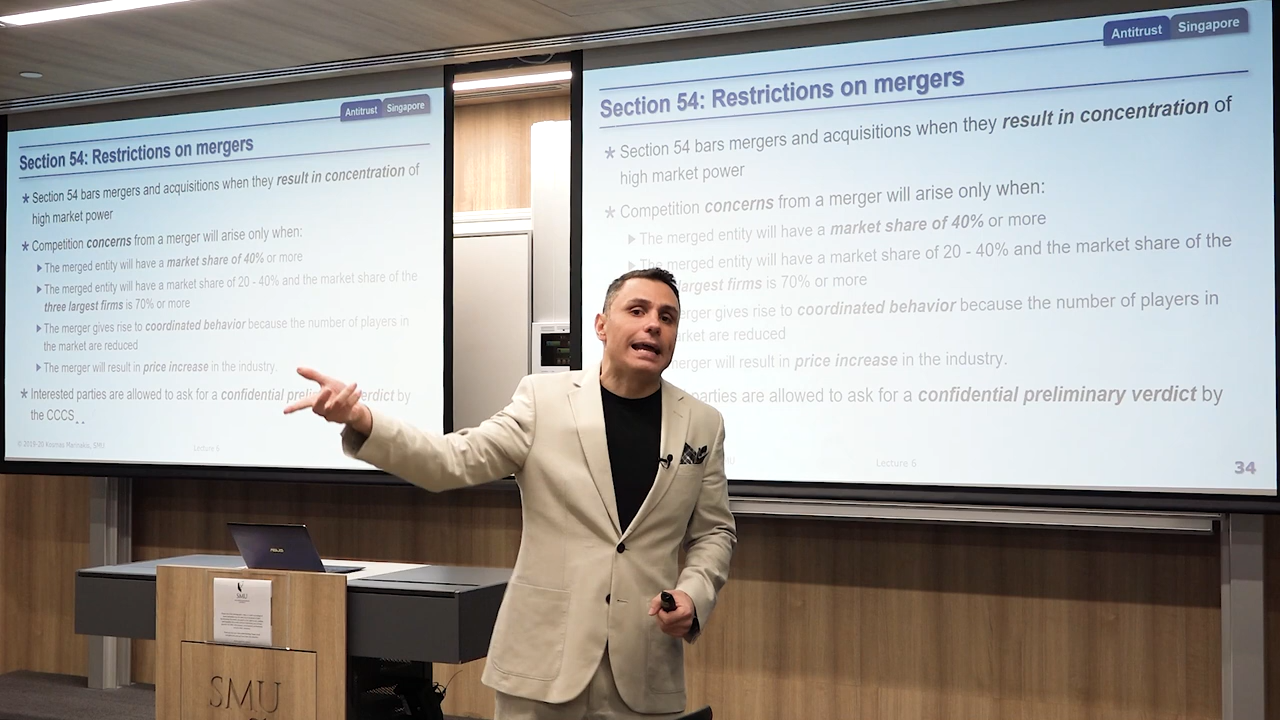 Antitrust Singapore
Section 54: Restrictions on mergers
Section 54 bars mergers and acquisitions when they result in concentration of
high market power
Competition concerns from a merger will arise only when:
The merged entity will have a market share of 40% or more
The merged entity will have a market share of 20 - 40% and the market share of the
three largest firms is 70% or more
The merger gives rise to coordinated behavior because the number of players in
the market are reduced
The merger will result in price increase in the industry.
Interested parties are allowed to ask for a confidential preliminary verdict by
the CCCS
© 2019-20 Kosmas Marinakis, SMU
Lecture 6
Antitrust Singapore
Section 54: Restrictions on mergers
Section 54 bars mergers and acquisitions when they result in concentration of
high market power
Competition concerns from a merger will arise only when:
The merged entity will have a market share of 40% or more
The merged entity will have a market share of 20 - 40% and the market share of the
largest firms is 70% or more
gives rise to coordinated behavior because the number of players in
are reduced
merger will result in price increase in the industry.
parties are allowed to ask for a confidential preliminary verdict by
Lecture 6
34
ASUS
SMU
SMU